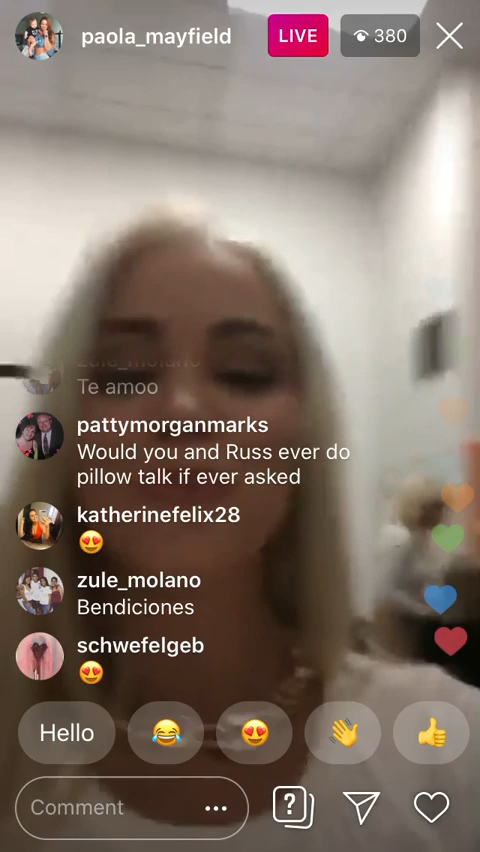 paola_mayfield
LIVE
380
zule_molano
Te amoo
pattymorganmarks
Would you and Russ ever do
pillow talk if ever asked
katherinefelix28
😍
zule_molano
Bendiciones
schwefelgeb
😍
Hello 😂 😍 👋 👍
Comment